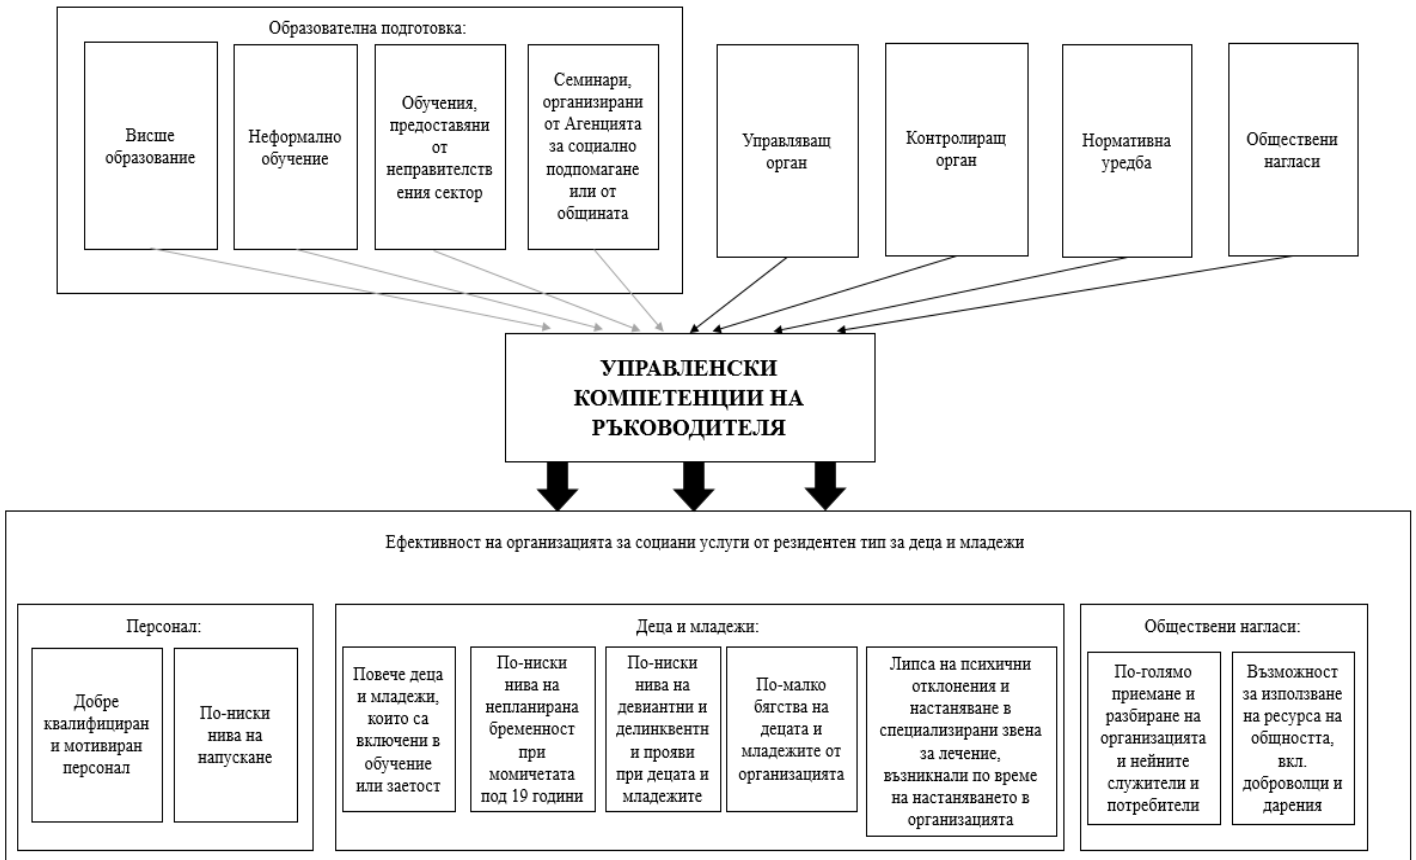 Образователна подготовка:
Висше
образование
Неформално
обучение
Обучения,
предоставяни
от
неправителств
ения сектор
Семинари,
организирани
от Агенцията
за социално
подпомагане
или от
общината
Управляващ
орган
Контролиращ
орган
Нормативна
уредба
Обществени
нагласи
УПРАВЛЕНСКИ
КОМПЕТЕНЦИИ НА
РЪКОВОДИТЕЛЯ
Ефективност на организацията за социани услуги от резидентен тип за деца и младежи
Персонал:
Добре
квалифициран
и мотивиран
персонал
По-ниски
нива на
напускане
Деца и младежи:
Повече деца
и младежи,
които са
включени в
обучение
или заетост
По-ниски
нива на
непланирана
бременност
при
момичетата
под 19 години
По-ниски
нива на
девиантни и
делинквентн
и прояви
при децата и
младежите
По-малко
бягства на
децата и
младежите от
организацията
Липса на психични
отклонения и
настаняване в
специализирани звена
за лечение,
възникнали по време
на настаняването в
организацията
Обществени нагласи:
По-голямо
приемане и
разбиране на
организацията
и нейните
служители и
потребители
Възможност
за използване
на ресурса на
общността,
вкл.
доброволци и
дарения